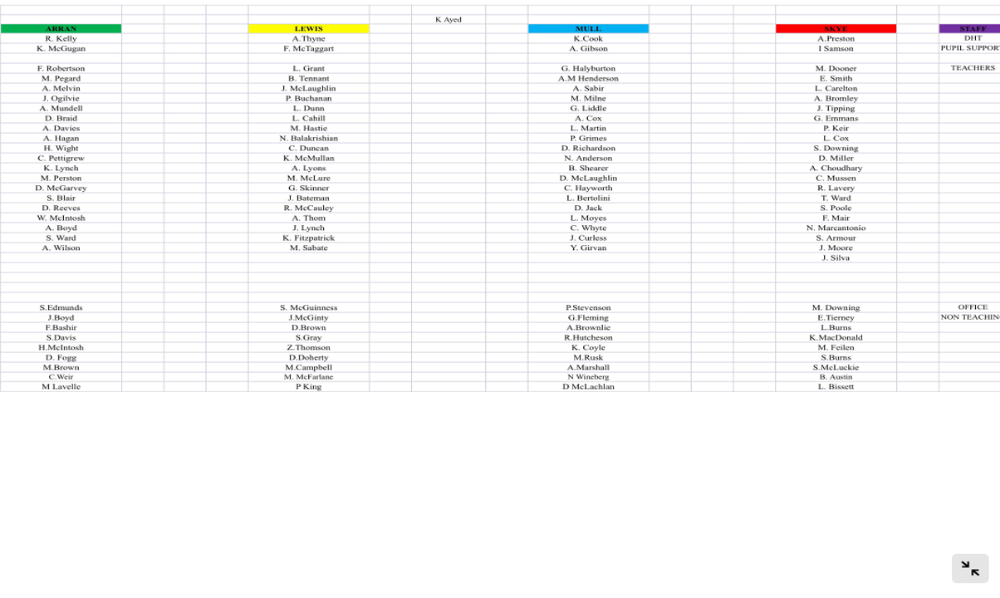 K Ayed
ARRAN LEWIS MULL SKYE STAFF
R. Kelly A.Thyne K.Cook A.Preston DHT
K. McGugan F. McTaggart A. Gibson I Samson PUPIL SUPPORT
F. Robertson L. Grant G. Halyburton M. Dooner TEACHERS
M. Pegard B. Tennant A.M Henderson E. Smith
A. Melvin J. McLaughlin A. Sabir L. Carelton
J. Ogilvie P. Buchanan M. Milne A. Bromley
A. Mundell L. Dunn G. Liddle J. Tipping
D. Braid L. Cahill A. Cox G. Emmans
A. Davies M. Hastie L. Martin P. Keir
A. Hagan N. Balakrishian P. Grimes L. Cox
H. Wight C. Duncan D. Richardson S. Downing
C. Pettigrew K. McMullan N. Anderson D. Miller
K. Lynch A. Lyons B. Shearer A. Choudhary
M. Perston M. McLure D. McLaughlin C. Mussen
D. McGarvey G. Skinner C. Hayworth R. Lavery
S. Blair J. Bateman L. Bertolini T. Ward
D. Reeves R. McCauley D. Jack S. Poole
W. McIntosh A. Thom L. Moyes F. Mair
A. Boyd J. Lynch C. Whyte N. Marcantonio
S. Ward K. Fitzpatrick J. Curless S. Armour
A. Wilson M. Sabate Y. Girvan J. Moore
J. Silva
S.Edmunds S. McGuinness P.Stevenson M. Downing OFFICE
J.Boyd J.McGinty G.Fleming E.Tierney NON TEACHING
F.Bashir D.Brown A.Brownlie L.Burns
S.Davis S.Gray R.Hutcheson K.MacDonald
H.McIntosh Z.Thomson K. Coyle M. Feilen
D. Fogg D.Doherty M.Rusk S.Burns
M.Brown M.Campbell A.Marshall S.McLuckie
C.Weir M. McFarlane N Wineberg B. Austin
M Lavelle P King D McLachlan L. Bissett